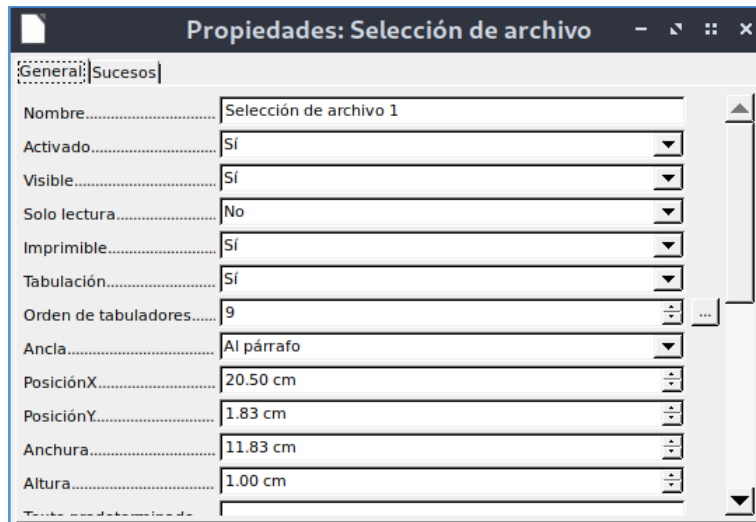 Propiedades: Selección de archivo
General Sucesos
Nombre............................... Selección de archivo 1
Activado.............................. Sí
Visible.................................. Sí
Solo lectura........................ No
Imprimible.......................... Sí
Tabulación.......................... Sí
Orden de tabuladores...... 9 ...
Ancla................................... Al párrafo
PosiciónX............................ 20.50 cm
PosiciónY............................. 1.83 cm
Anchura.............................. 11.83 cm
Altura.................................. 1.00 cm
Texto predeterminado